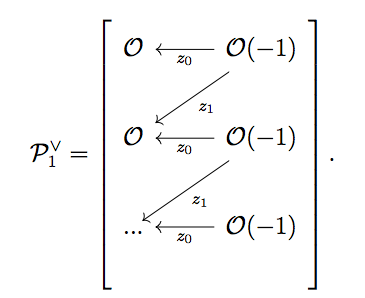 𝒪 ←z₀ 𝒪(−1)
z₁
𝒫₁^∨ = [ 𝒪 ←z₀ 𝒪(−1) ] .
z₁
... ←z₀ 𝒪(−1)